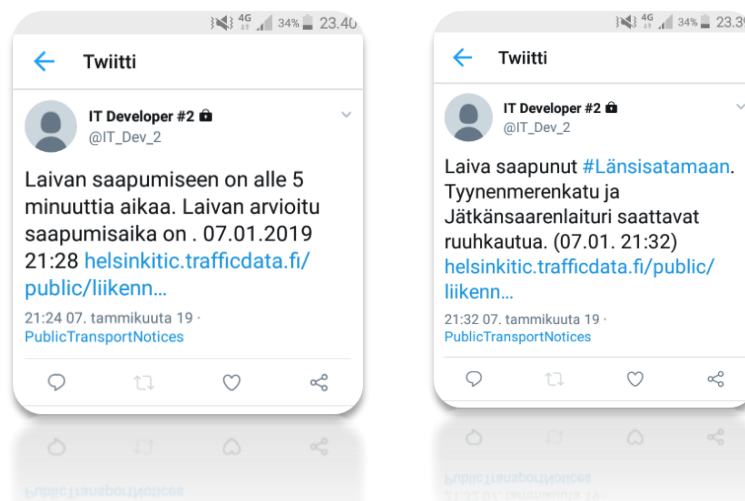 4G 34% 23.40
Twiitti
IT Developer #2
@IT_Dev_2
Laivan saapumiseen on alle 5
minuuttia aikaa. Laivan arvioitu
saapumisaika on . 07.01.2019
21:28 helsinkitic.trafficdata.fi/
public/liikenn...
21:24 07. tammikuuta 19 ·
PublicTransportNotices
4G 34% 23.39
Twiitti
IT Developer #2
@IT_Dev_2
Laiva saapunut #Länsisatamaan.
Tyynenmerenkatu ja
Jätkänsaarenlaituri saattavat
ruuhkautua. (07.01. 21:32)
helsinkitic.trafficdata.fi/public/
liikenn...
21:32 07. tammikuuta 19 ·
PublicTransportNotices